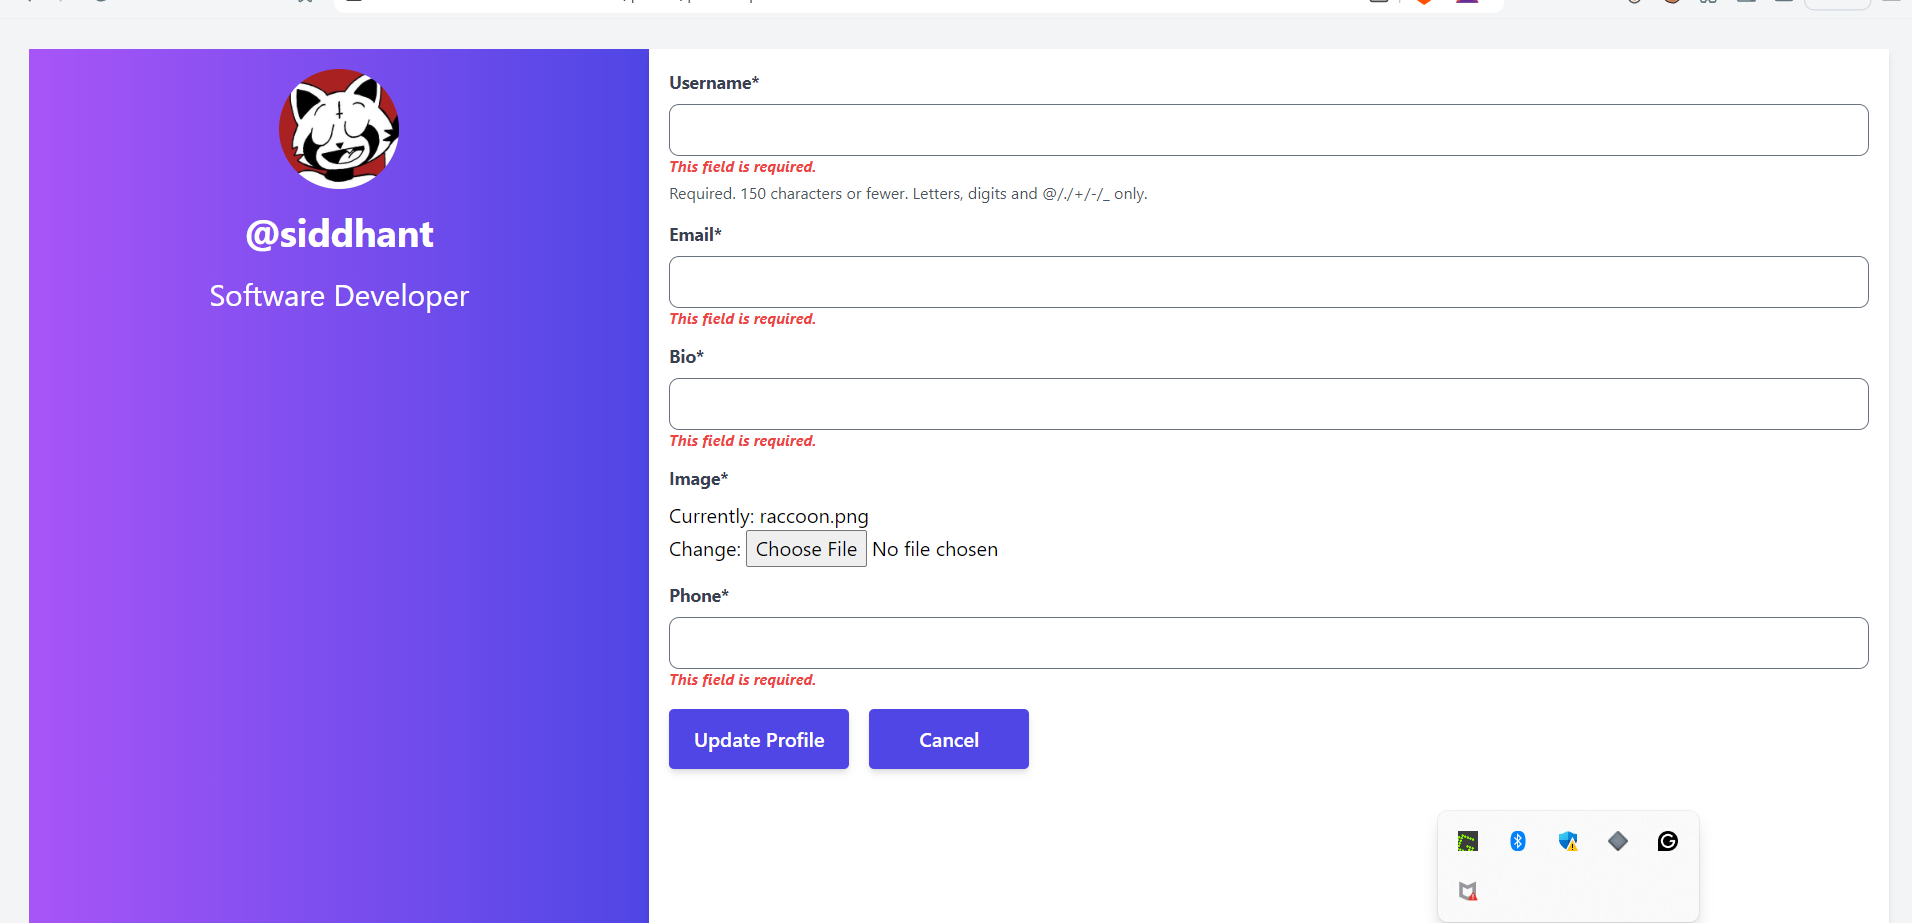 @siddhant
Software Developer
Username*
This field is required.
Required. 150 characters or fewer. Letters, digits and @/./+/-/_ only.
Email*
This field is required.
Bio*
This field is required.
Image*
Currently: raccoon.png
Change: Choose File No file chosen
Phone*
This field is required.
Update Profile
Cancel